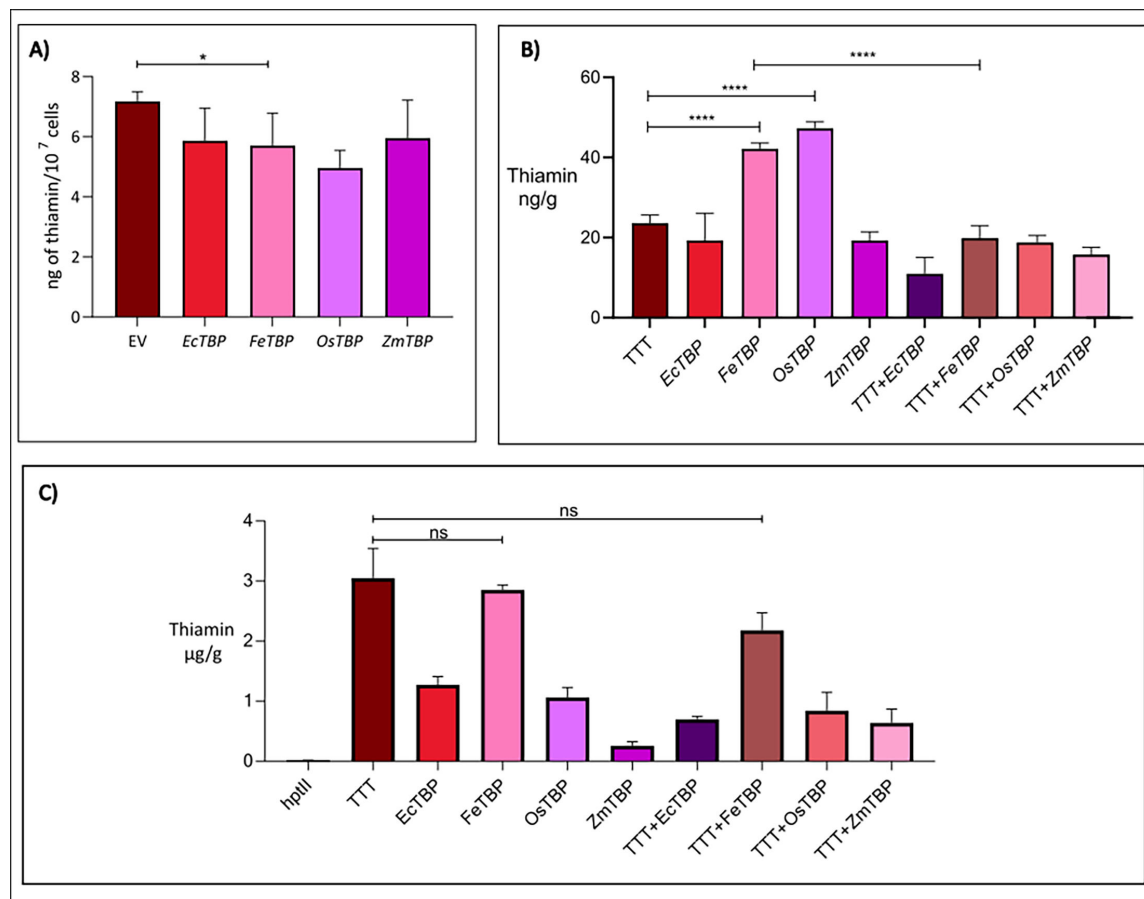 A)
*
8
6
4
2
0
ng of thiamin/10 7 cells
EV
EcTBP
FeTBP
OsTBP
ZmTBP
B)
****
****
****
60
40
20
0
Thiamin
ng/g
TTT
EcTBP
FeTBP
OsTBP
ZmTBP
TTT+EcTBP
TTT+FeTBP
TTT+OsTBP
TTT+ZmTBP
C)
ns
ns
4
3
2
1
0
Thiamin
µg/g
hptII
TTT
EcTBP
FeTBP
OsTBP
ZmTBP
TTT+EcTBP
TTT+FeTBP
TTT+OsTBP
TTT+ZmTBP